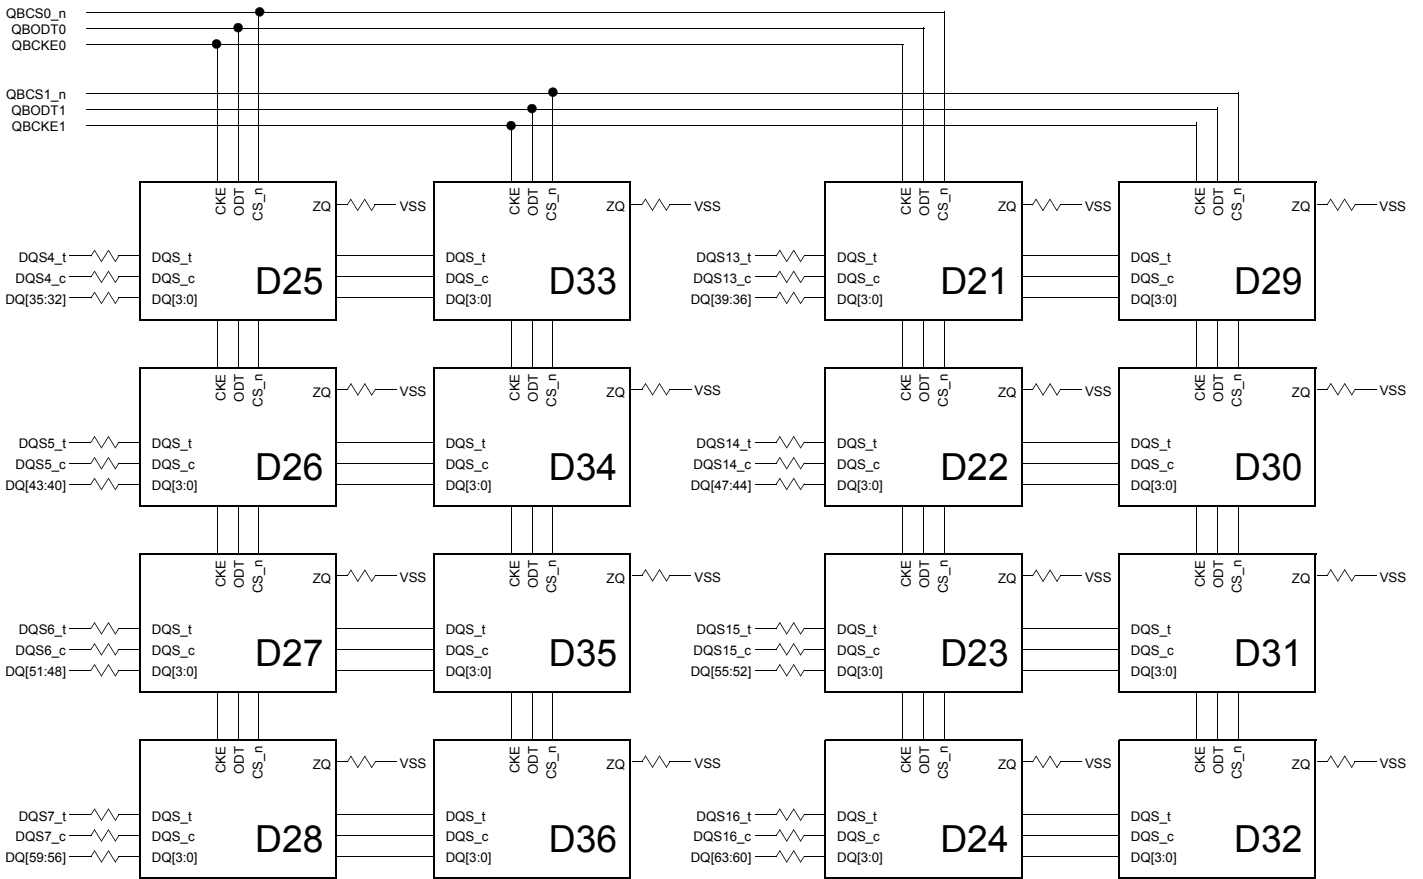 QBCS0_n
QBODT0
QBCKE0
QBCS1_n
QBODT1
QBCKE1
CKE ODT CS_n ZQ VSS CKE ODT CS_n ZQ VSS CKE ODT CS_n ZQ VSS CKE ODT CS_n ZQ VSS
DQS4_t DQS_t DQS_t DQS13_t DQS_t DQS_t
DQS4_c DQS_c D25 DQS_c D33 DQS13_c DQS_c D21 DQS_c D29
DQ[35:32] DQ[3:0] DQ[3:0] DQ[39:36] DQ[3:0] DQ[3:0]
CKE ODT CS_n ZQ VSS CKE ODT CS_n ZQ VSS CKE ODT CS_n ZQ VSS CKE ODT CS_n ZQ VSS
DQS5_t DQS_t DQS_t DQS14_t DQS_t DQS_t
DQS5_c DQS_c D26 DQS_c D34 DQS14_c DQS_c D22 DQS_c D30
DQ[43:40] DQ[3:0] DQ[3:0] DQ[47:44] DQ[3:0] DQ[3:0]
CKE ODT CS_n ZQ VSS CKE ODT CS_n ZQ VSS CKE ODT CS_n ZQ VSS CKE ODT CS_n ZQ VSS
DQS6_t DQS_t DQS_t DQS15_t DQS_t DQS_t
DQS6_c DQS_c D27 DQS_c D35 DQS15_c DQS_c D23 DQS_c D31
DQ[51:48] DQ[3:0] DQ[3:0] DQ[55:52] DQ[3:0] DQ[3:0]
CKE ODT CS_n ZQ VSS CKE ODT CS_n ZQ VSS CKE ODT CS_n ZQ VSS CKE ODT CS_n ZQ VSS
DQS7_t DQS_t DQS_t DQS16_t DQS_t DQS_t
DQS7_c DQS_c D28 DQS_c D36 DQS16_c DQS_c D24 DQS_c D32
DQ[59:56] DQ[3:0] DQ[3:0] DQ[63:60] DQ[3:0] DQ[3:0]